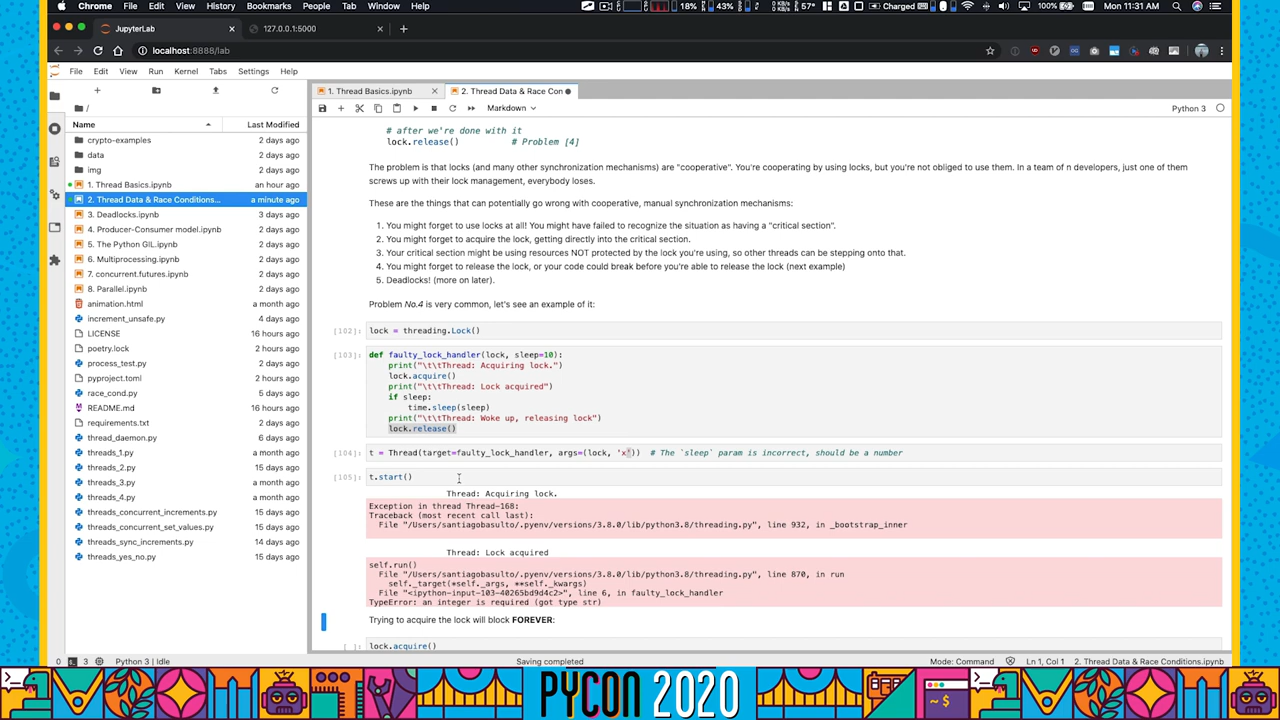 Chrome File Edit View History Bookmarks People Tab Window Help 18% 43% 5.7° Charged 100% Mon 11:31 AM
JupyterLab 127.0.0.1:5000
localhost:8888/lab
File Edit View Run Kernel Tabs Settings Help
1. Thread Basics.ipynb 2. Thread Data & Race Con
Markdown Python 3
/
Name Last Modified
crypto-examples 2 days ago
data 2 days ago
img 2 days ago
1. Thread Basics.ipynb an hour ago
2. Thread Data & Race Conditions... a minute ago
3. Deadlocks.ipynb 3 days ago
4. Producer-Consumer model.ipynb 2 days ago
5. The Python GIL.ipynb 2 days ago
6. Multiprocessing.ipynb 2 days ago
7. concurrent.futures.ipynb 2 days ago
8. Parallel.ipynb 2 days ago
animation.html a month ago
increment_unsafe.py 4 days ago
LICENSE 16 hours ago
poetry.lock 2 hours ago
process_test.py 2 days ago
pyproject.toml 2 days ago
race_cond.py 5 days ago
README.md 16 hours ago
requirements.txt 2 days ago
thread_daemon.py 6 days ago
threads_1.py a month ago
threads_2.py a month ago
threads_3.py a month ago
threads_4.py a month ago
threads_concurrent_imgs.py 15 days ago
threads_concurrent_set_values.py 15 days ago
threads_sync_increments.py 15 days ago
threads_yes_no.py 15 days ago
# after we're done with it
lock.release() # Problem [4]
The problem is that locks (and many other synchronization mechanisms) are "cooperative". You're cooperating by using locks, but you're not obliged to use them. In a team of n developers, just one of them
screws up with their lock management, everybody loses.
These are the things that can potentially go wrong with cooperative, manual synchronization mechanisms:
1. You might forget to use locks at all! You might have failed to recognize the situation as having a "critical section".
2. You might forget to acquire the lock, getting directly into the critical section.
3. Your critical section might be using resources NOT protected by the lock you're using, so other threads can be stepping onto that.
4. You might forget to release the lock, or your code could break before you're able to release the lock (next example)
5. Deadlocks! (more on later).
Problem No.4 is very common, let's see an example of it:
[102]: lock = threading.Lock()
[103]: def faulty_lock_handler(lock, sleep=10):
print("\t\tThread: Acquiring lock.")
lock.acquire()
print("\t\tThread: Lock acquired")
if sleep:
time.sleep(sleep)
print("\t\tThread: Woke up, releasing lock")
lock.release()
[104]: t = Thread(target=faulty_lock_handler, args=(lock, 'x')) # The `sleep` param is incorrect, should be a number
[105]: t.start()
Thread: Acquiring lock.
Exception in thread Thread-168:
Traceback (most recent call last):
File "/Users/santiagobasulto/.pyenv/versions/3.8.0/lib/python3.8/threading.py", line 932, in _bootstrap_inner
Thread: Lock acquired
self.run()
File "/Users/santiagobasulto/.pyenv/versions/3.8.0/lib/python3.8/threading.py", line 870, in run
self._target(*self._args, **self._kwargs)
File "<ipython-input-103-40265bd9d4c2>", line 6, in faulty_lock_handler
TypeError: an integer is required (got type str)
Trying to acquire the lock will block FOREVER:
[ ]: lock.acquire()
0 3 Python 3 | Idle Saving completed Mode: Command Ln 1, Col 1 2. Thread Data & Race Conditions.ipynb
PYCON 2020